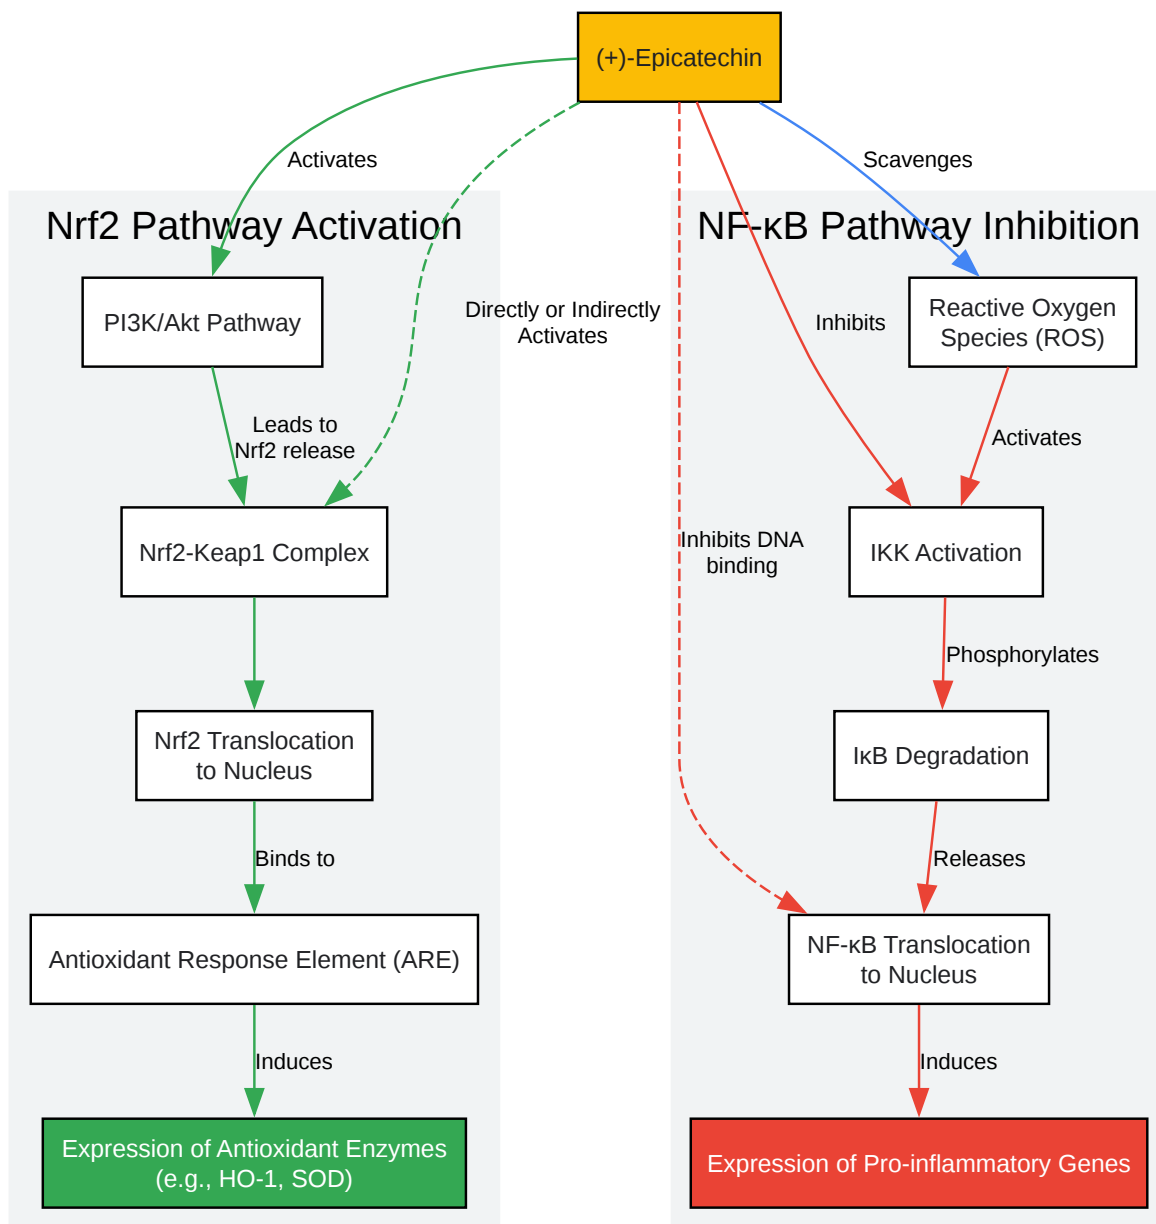 (+)-Epicatechin
Activates
Scavenges
Nrf2 Pathway Activation
NF-κB Pathway Inhibition
PI3K/Akt Pathway
Directly or Indirectly
Activates
Inhibits
Reactive Oxygen
Species (ROS)
Leads to
Nrf2 release
Activates
Nrf2-Keap1 Complex
Inhibits DNA
binding
IKK Activation
Phosphorylates
Nrf2 Translocation
to Nucleus
IκB Degradation
Binds to
Releases
Antioxidant Response Element (ARE)
NF-κB Translocation
to Nucleus
Induces
Induces
Expression of Antioxidant Enzymes
(e.g., HO-1, SOD)
Expression of Pro-inflammatory Genes